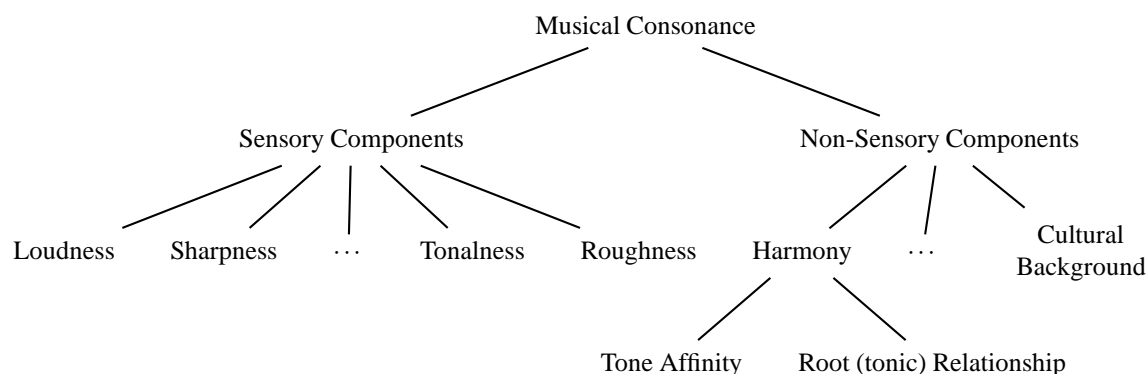 Musical Consonance
Sensory Components
Non-Sensory Components
Loudness
Sharpness
...
Tonalness
Roughness
Harmony
...
Cultural
Background
Tone Affinity
Root (tonic) Relationship